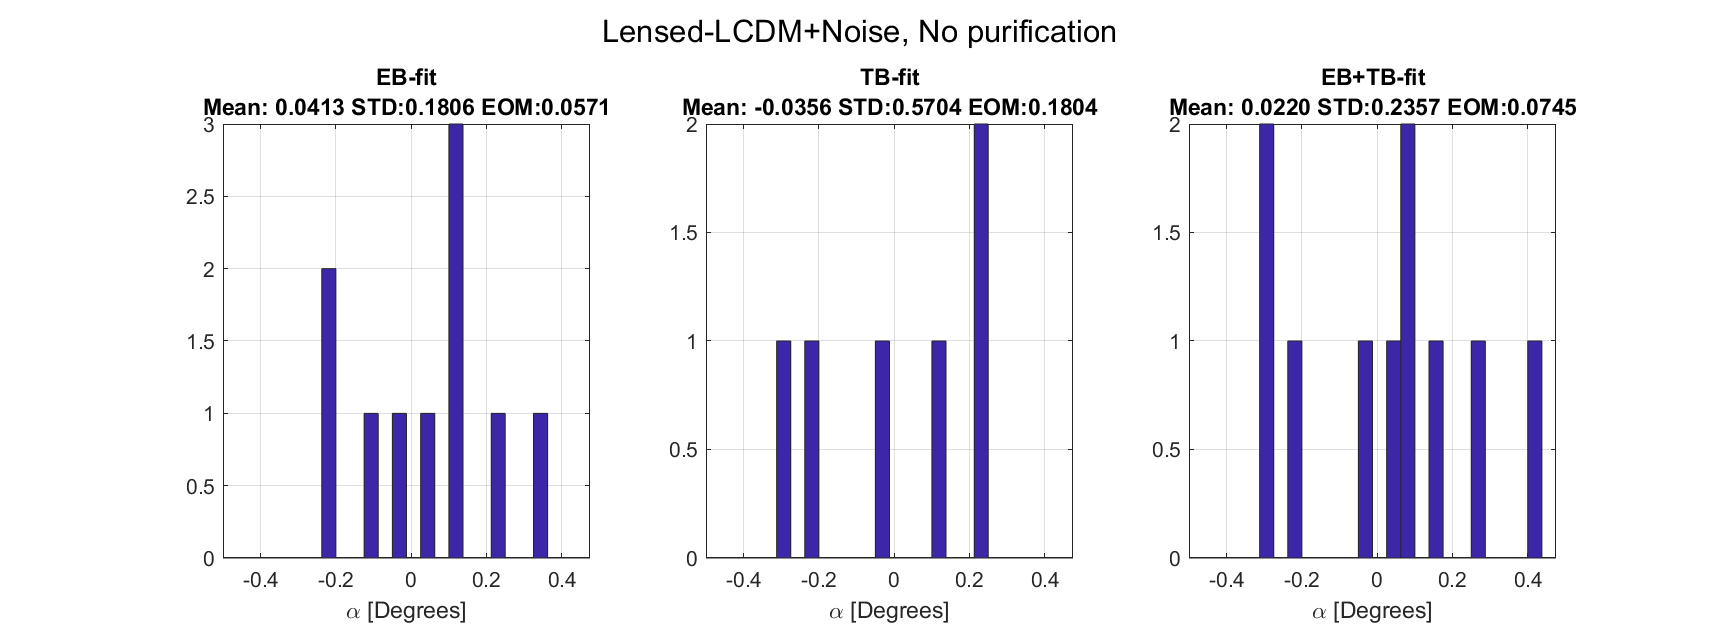 Lensed-LCDM+Noise, No purification
EB-fit
Mean: 0.0413 STD:0.1806 EOM:0.0571
3
2.5
2
1.5
1
0.5
0
-0.4 -0.2 0 0.2 0.4
α [Degrees]
TB-fit
Mean: -0.0356 STD:0.5704 EOM:0.1804
2
1.5
1
0.5
0
-0.4 -0.2 0 0.2 0.4
α [Degrees]
EB+TB-fit
Mean: 0.0220 STD:0.2357 EOM:0.0745
2
1.5
1
0.5
0
-0.4 -0.2 0 0.2 0.4
α [Degrees]